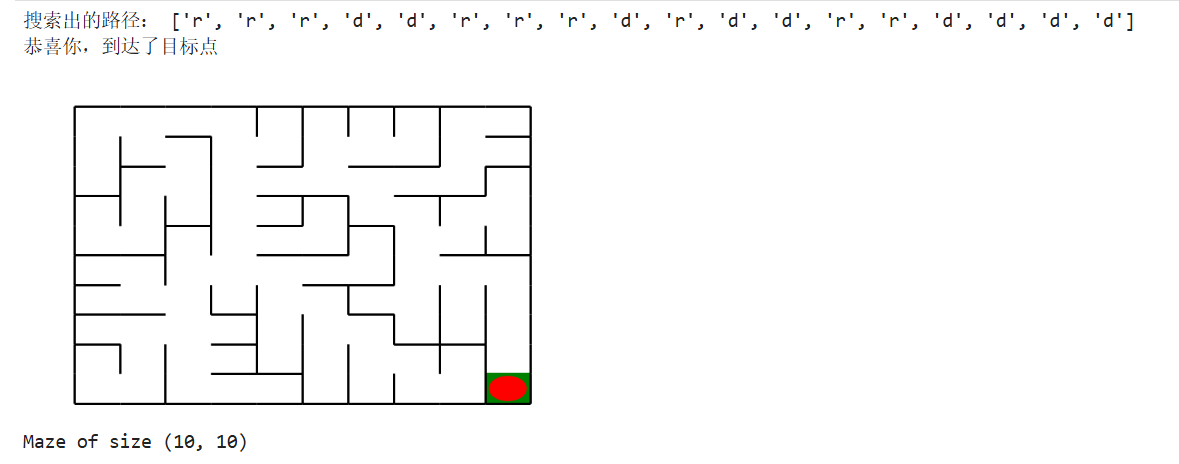 搜索出的路径： ['r', 'r', 'r', 'd', 'd', 'r', 'r', 'r', 'd', 'r', 'd', 'd', 'r', 'r', 'd', 'd', 'd', 'd']
恭喜你，到达了目标点
Maze of size (10, 10)